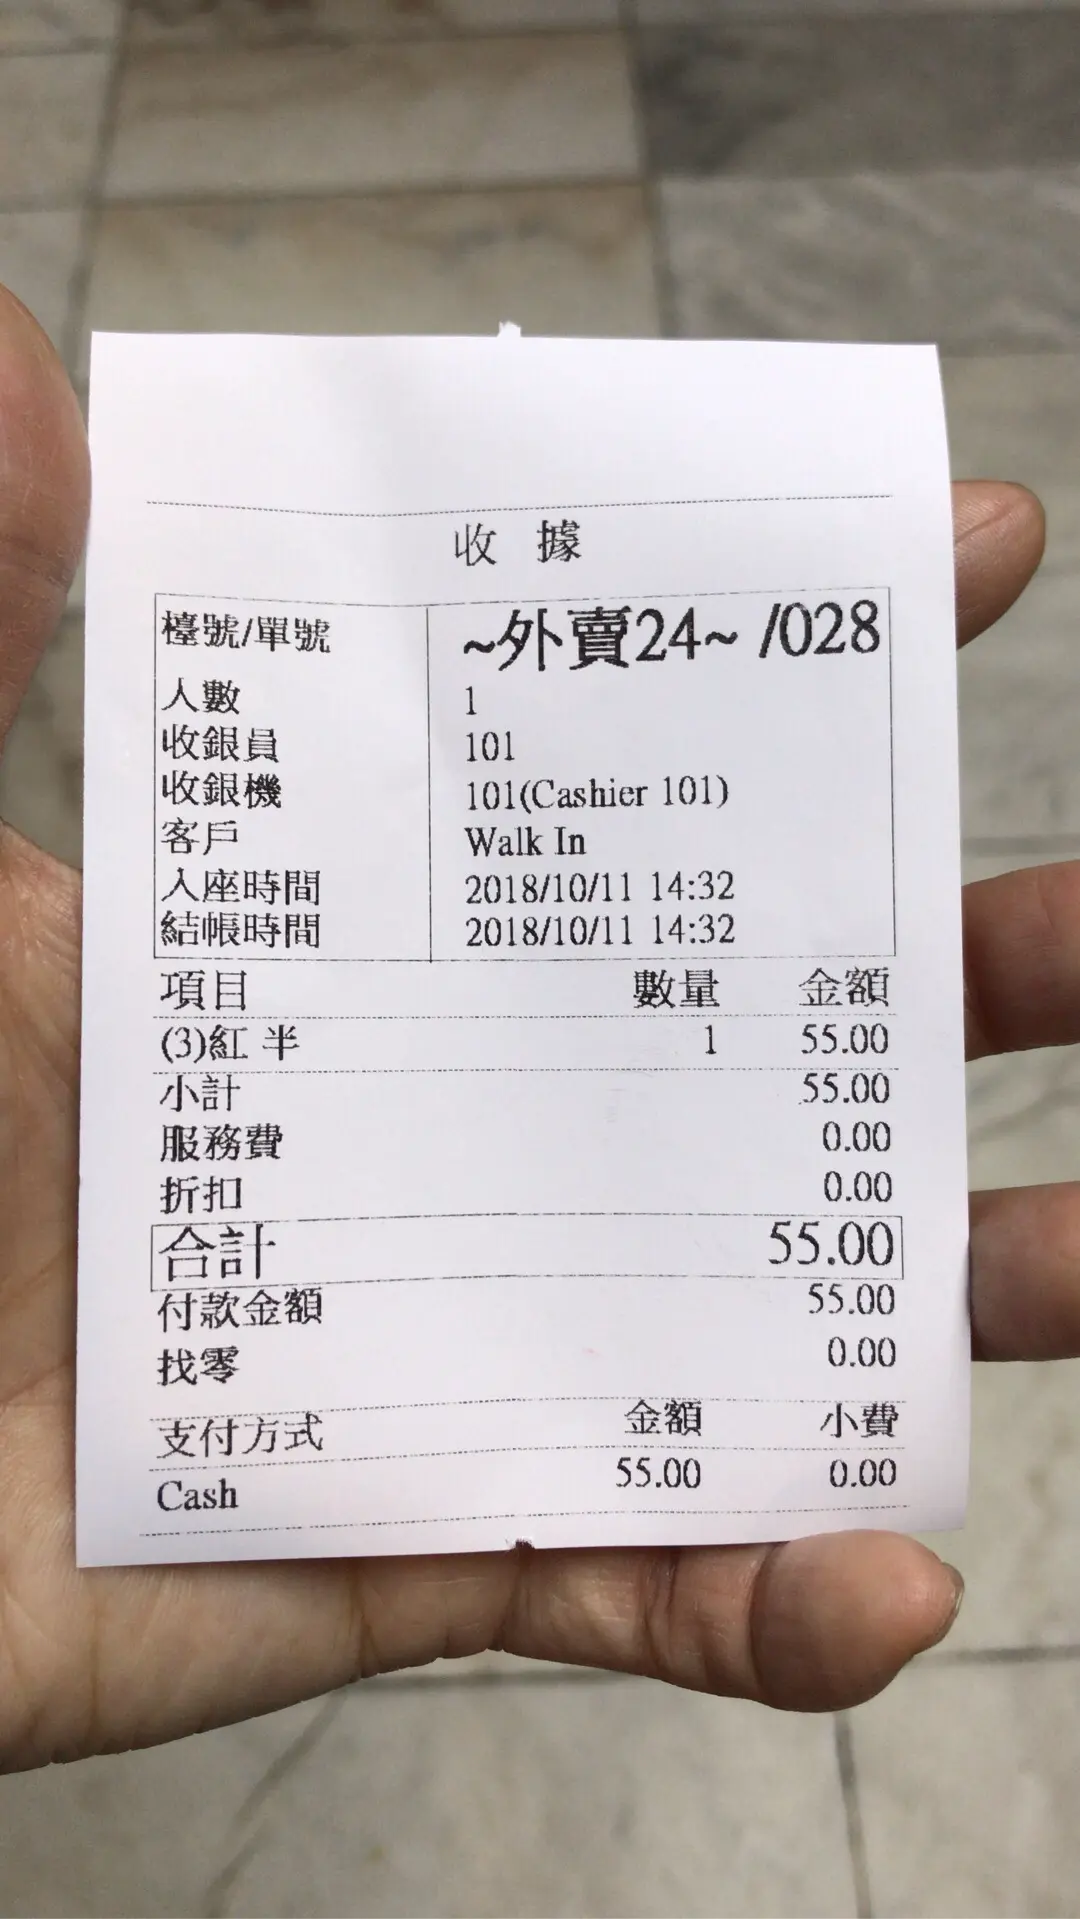 收 據
檯號/單號 ~外賣24~ /028
人數 1
收銀員 101
收銀機 101(Cashier 101)
客戶 Walk In
入座時間 2018/10/11 14:32
結帳時間 2018/10/11 14:32
項目 數量 金額
(3)紅 半 1 55.00
小計 55.00
服務費 0.00
折扣 0.00
合計 55.00
付款金額 55.00
找零 0.00
支付方式 金額 小費
Cash 55.00 0.00